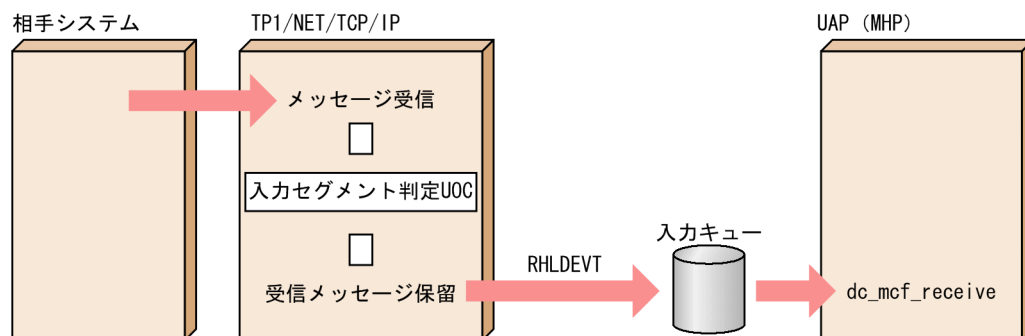 相手システム
TP1/NET/TCP/IP
UAP（MHP）
メッセージ受信
入力セグメント判定UOC
入力キュー
RHLDEVT
受信メッセージ保留
dc_mcf_receive